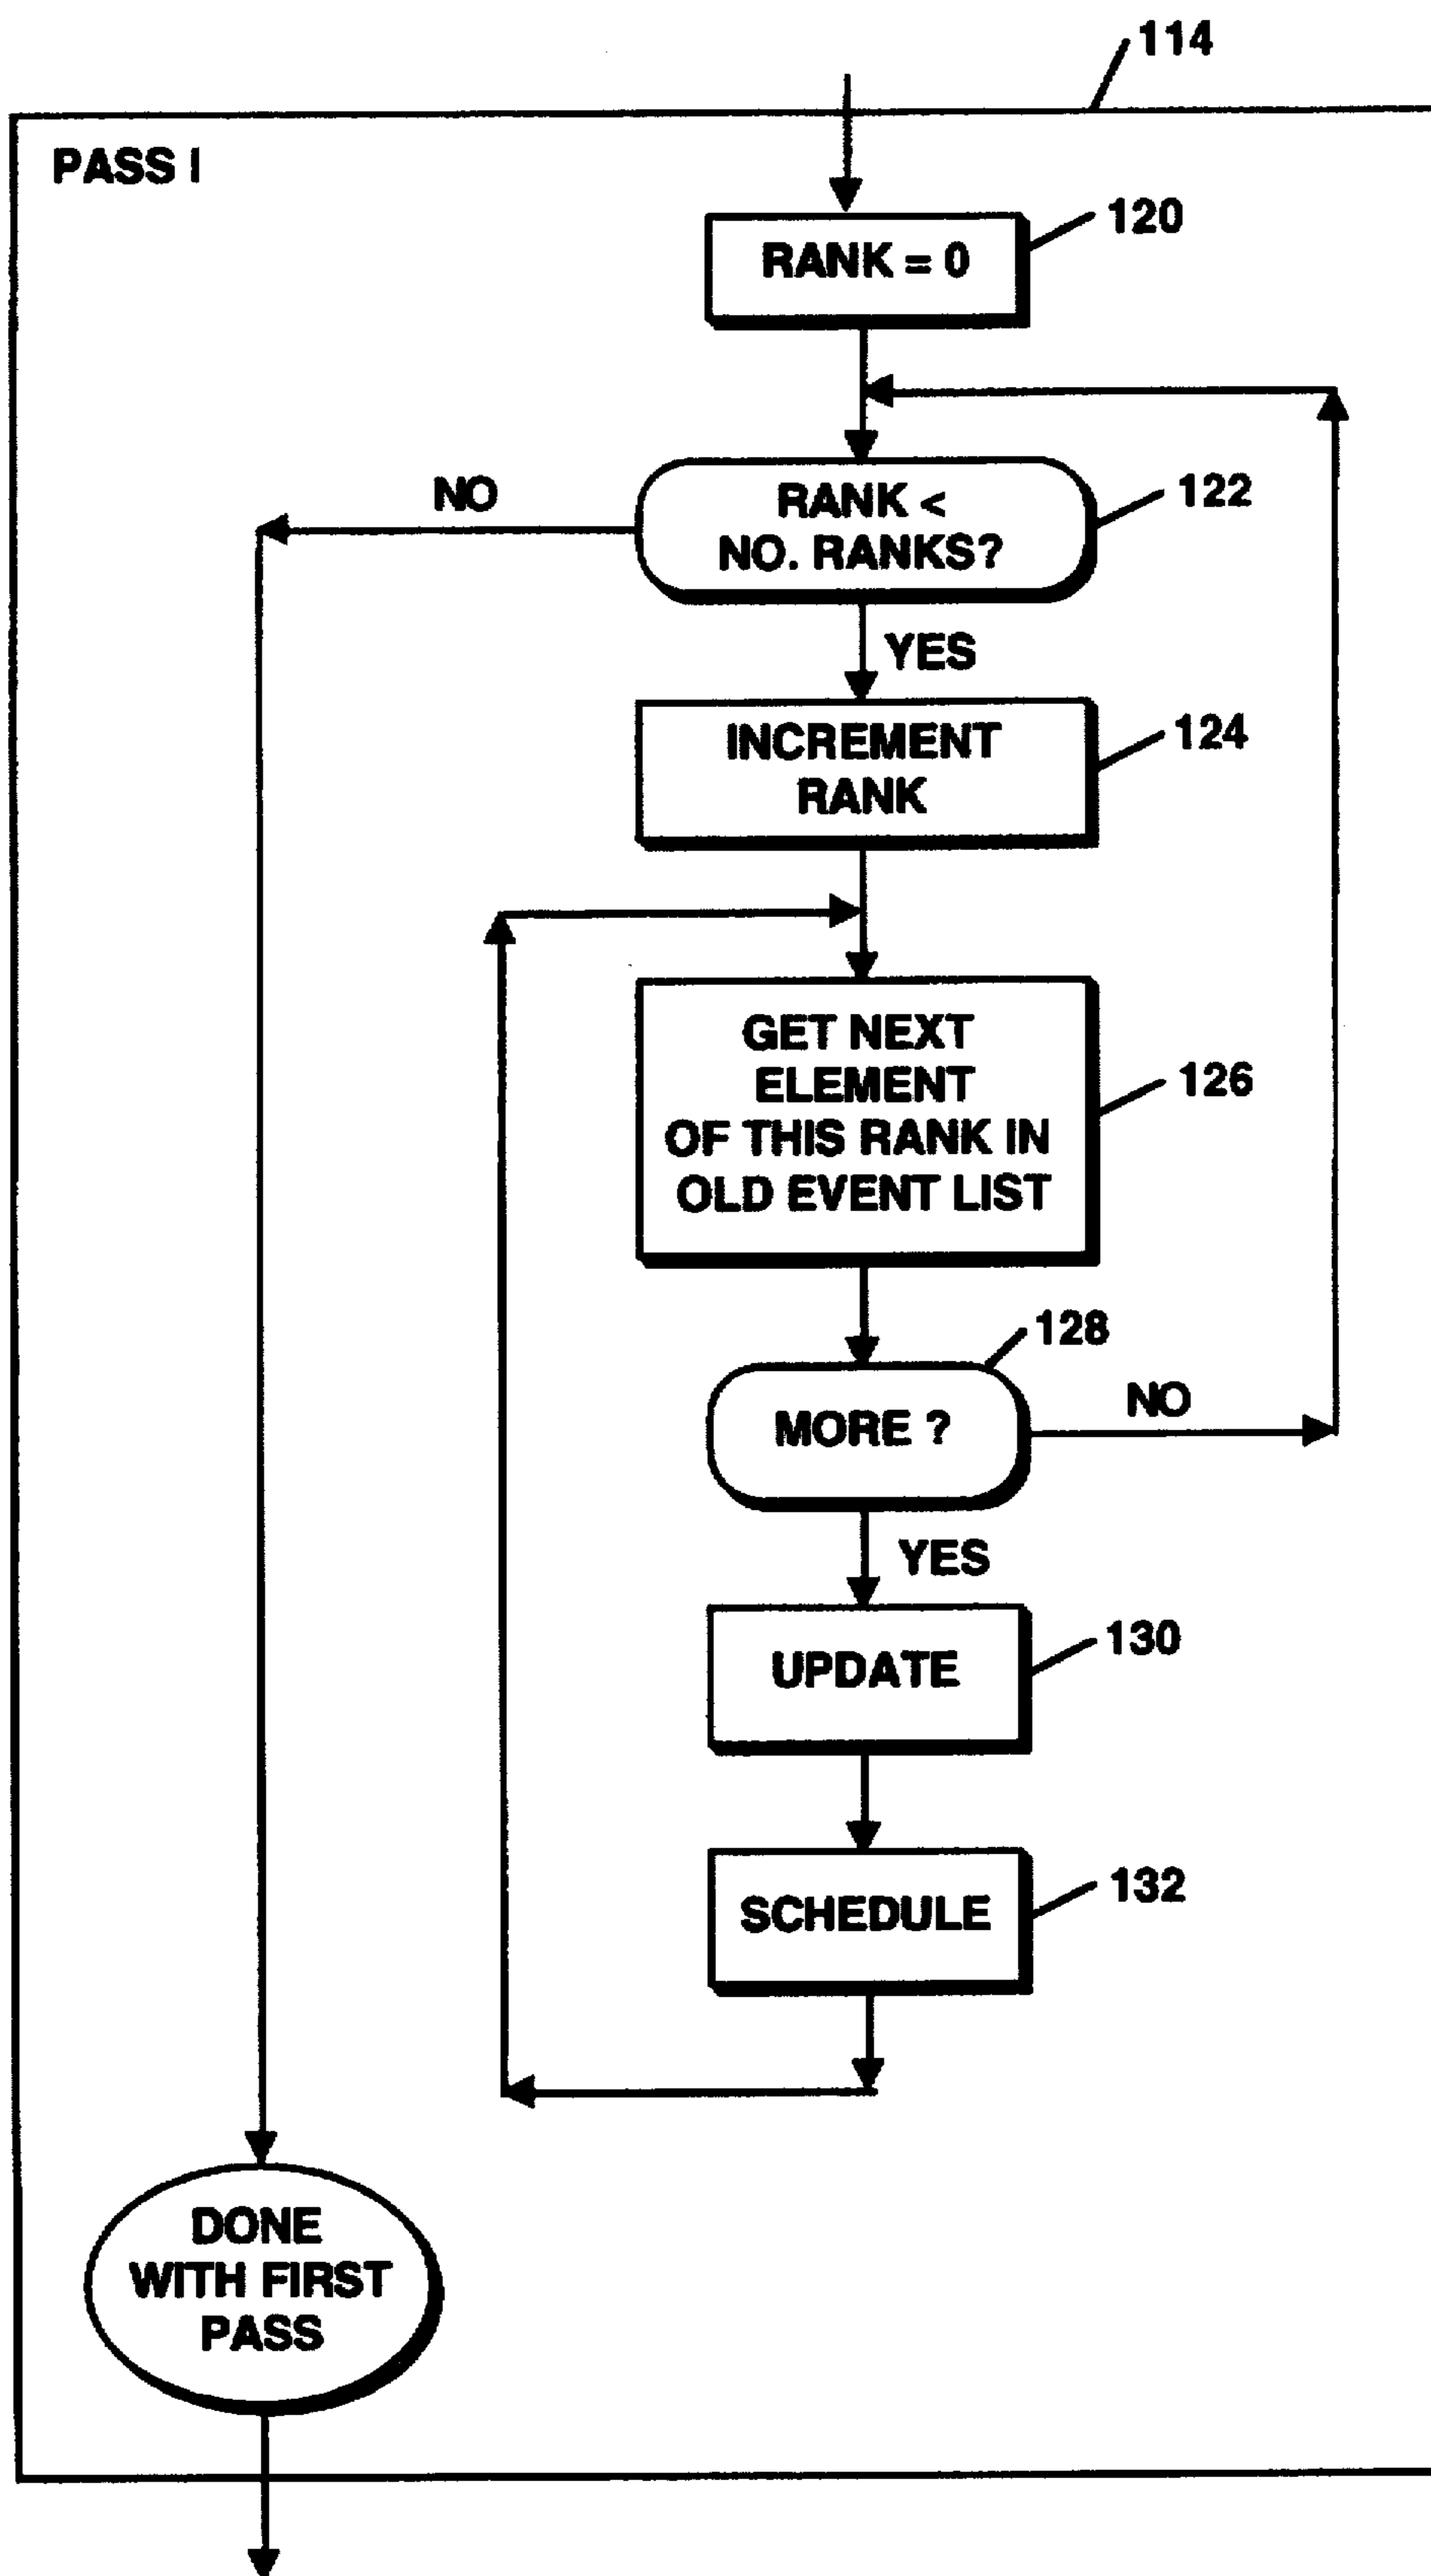 114
PASS I
120
RANK = 0
NO
RANK <
NO. RANKS?
122
YES
INCREMENT
RANK
124
GET NEXT
ELEMENT
OF THIS RANK IN
OLD EVENT LIST
126
128
MORE ?
NO
YES
UPDATE
130
SCHEDULE
132
DONE
WITH FIRST
PASS